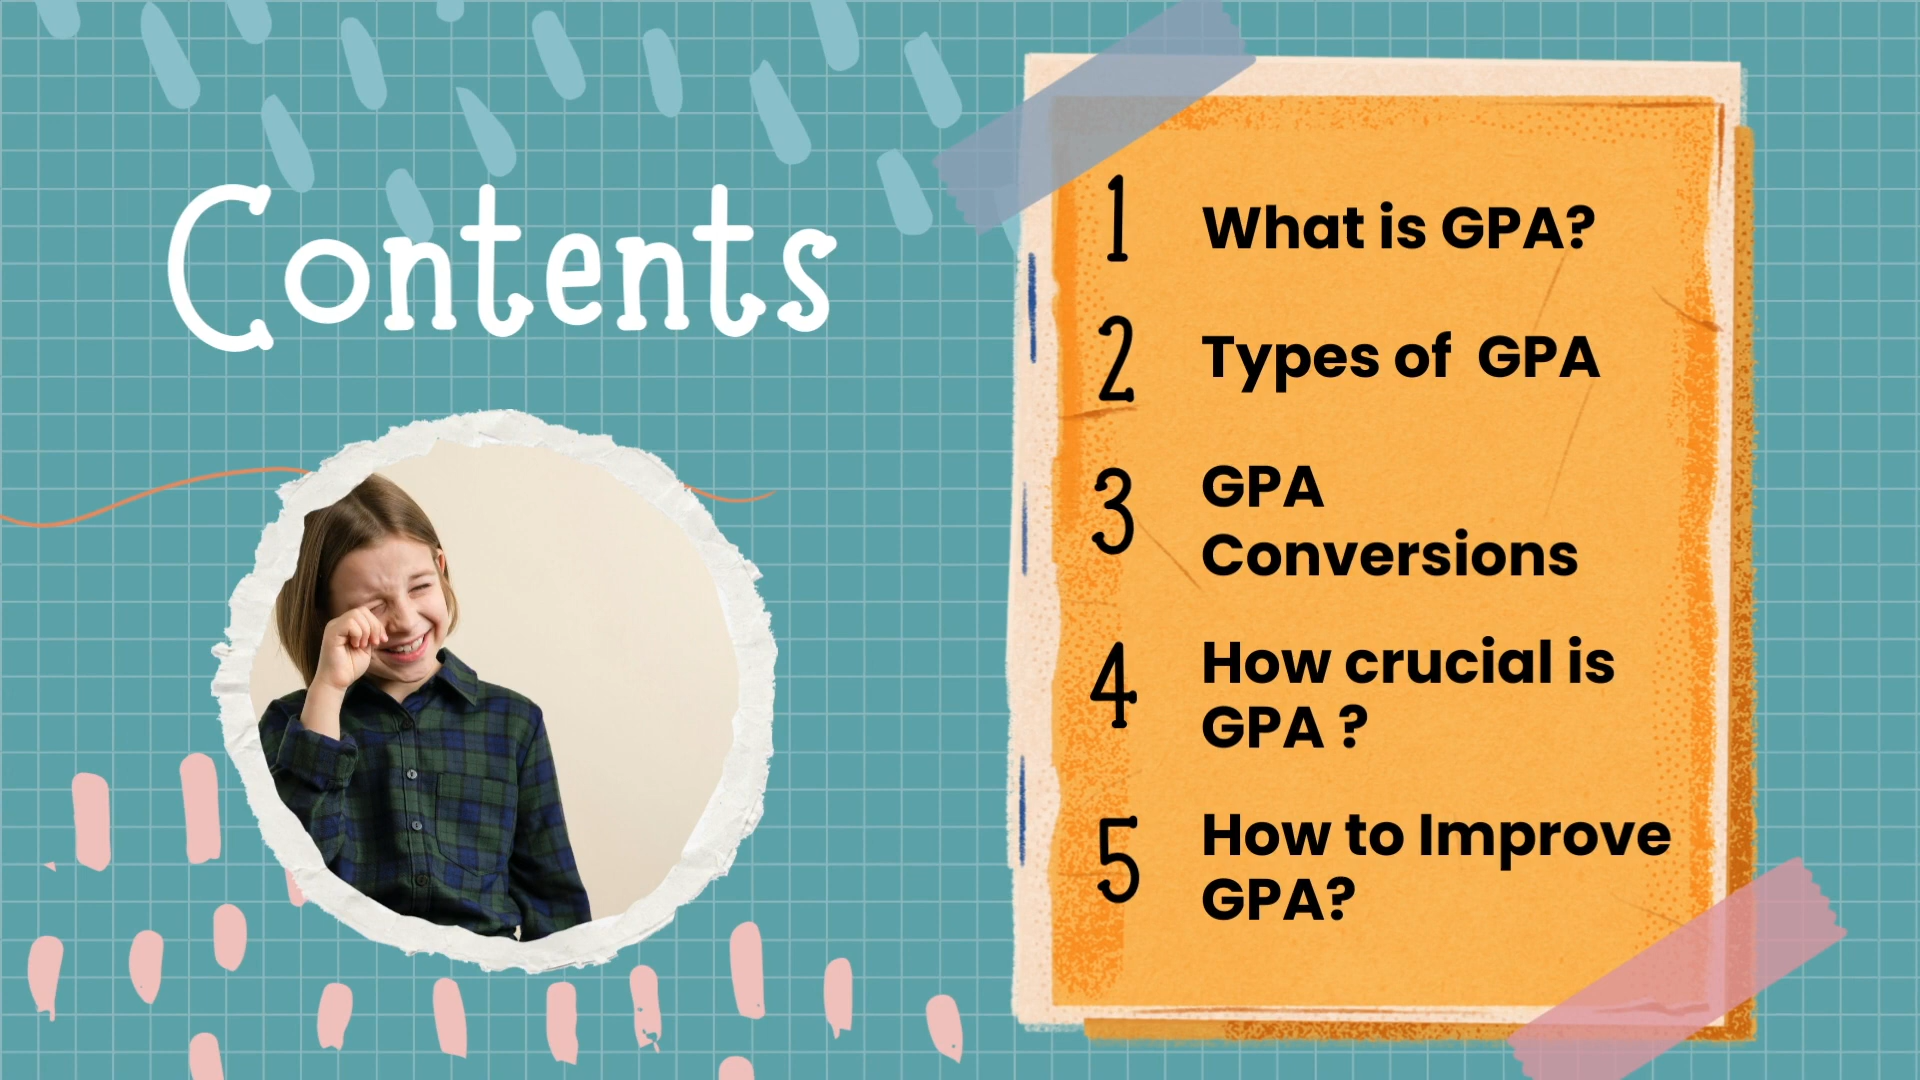 Contents
1 What is GPA?
2 Types of GPA
3 GPA
Conversions
4 How crucial is
GPA ?
5 How to Improve
GPA?